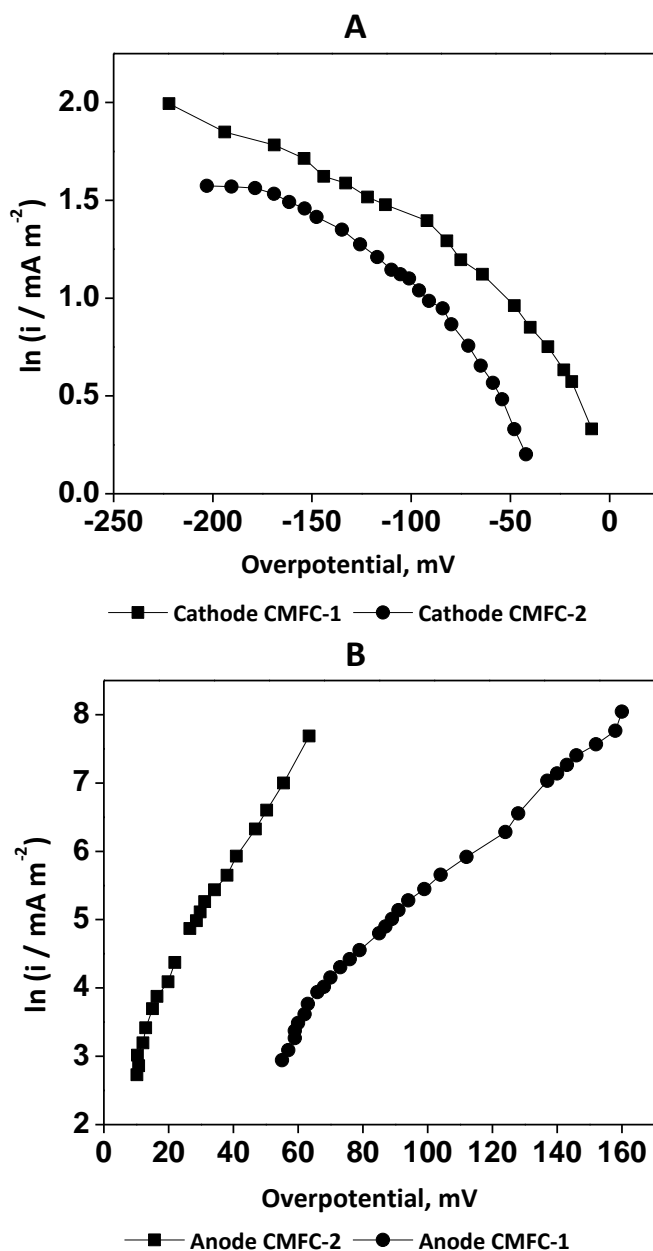 A
ln (i / mA m⁻²)
2.0
1.5
1.0
0.5
0.0
-250 -200 -150 -100 -50 0
Overpotential, mV
Cathode CMFC-1 Cathode CMFC-2
B
ln (i / mA m⁻²)
8
7
6
5
4
3
2
0 20 40 60 80 100 120 140 160
Overpotential, mV
Anode CMFC-2 Anode CMFC-1